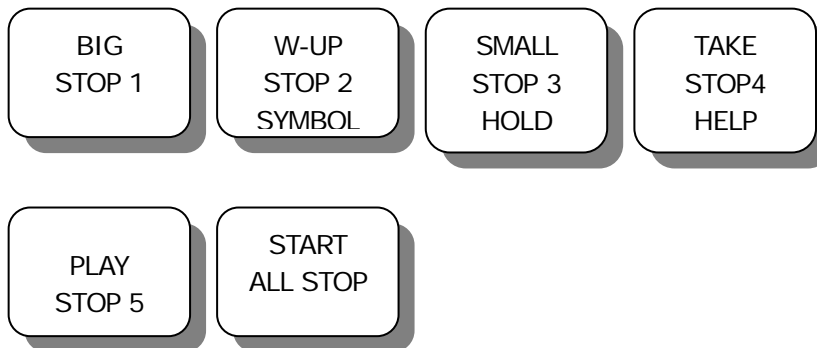 BIG
STOP 1
W-UP
STOP 2
SYMBOL
SMALL
STOP 3
HOLD
TAKE
STOP4
HELP
PLAY
STOP 5
START
ALL STOP